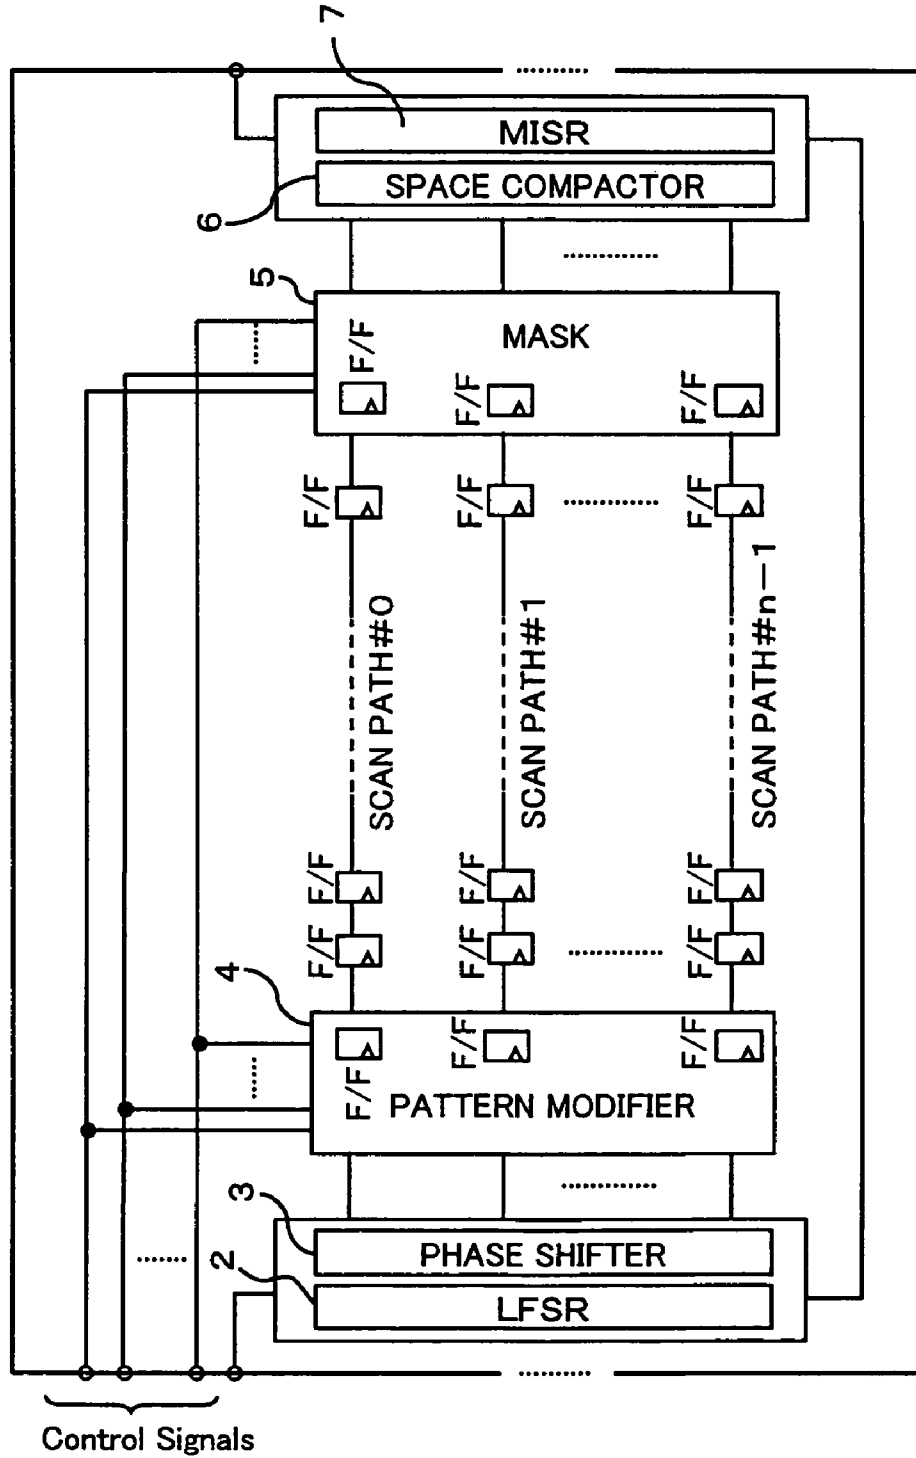 7
MISR
SPACE COMPACTOR
6
5
MASK
F/F
F/F
F/F
F/F
F/F
F/F
SCAN PATH#0
SCAN PATH#1
SCAN PATH#n-1
F/F
F/F
F/F
F/F
F/F
F/F
4
F/F
F/F
F/F
PATTERN MODIFIER
3
PHASE SHIFTER
2
LFSR
Control Signals